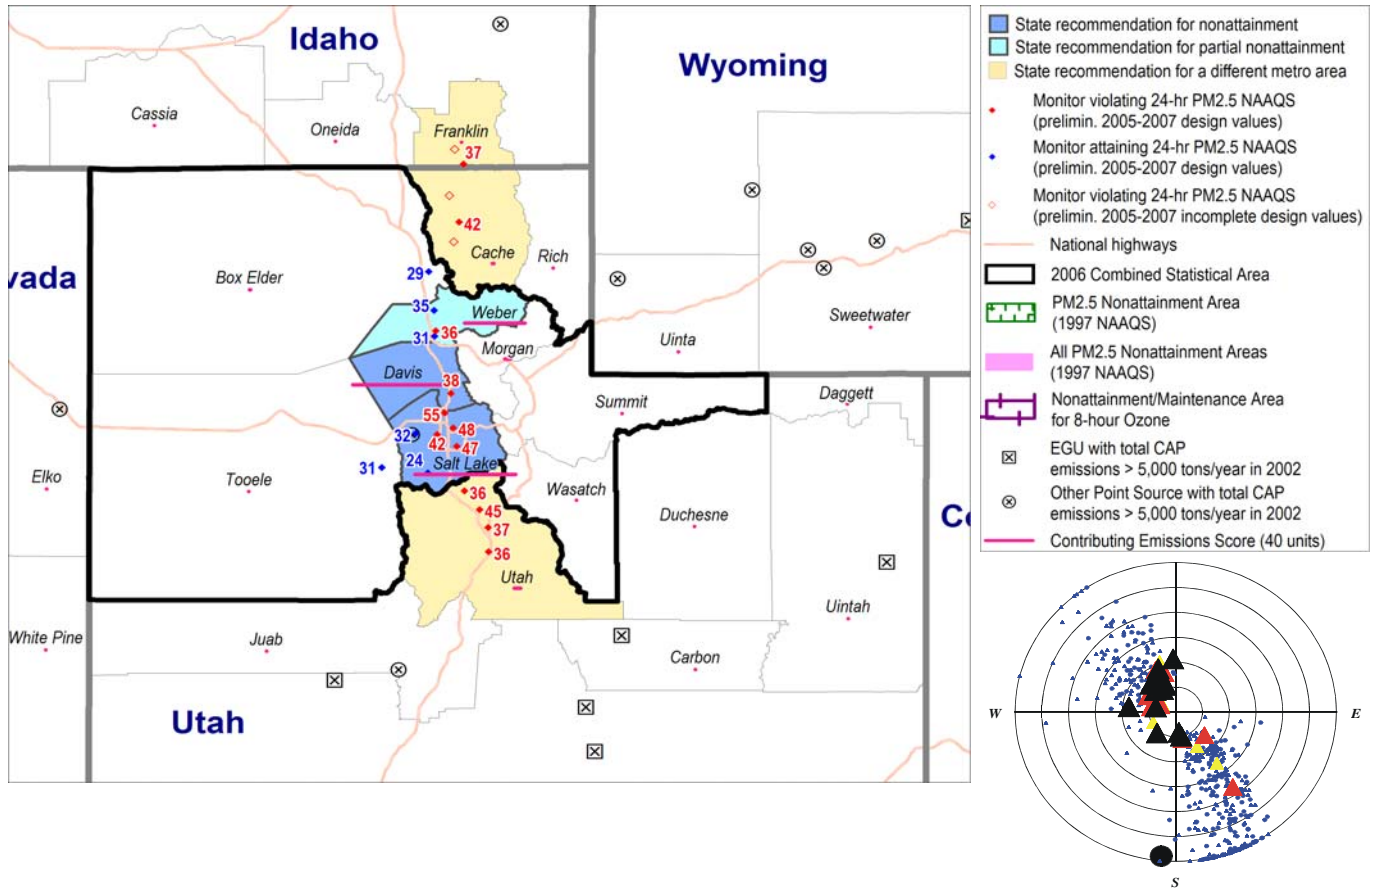 Idaho
Wyoming
Cassia
Oneida
Franklin
37
42
Cache
Rich
vada
Box Elder
29
35
Weber
36
31
Morgan
Uinta
Sweetwater
Davis
38
Summit
Daggett
55
48
32
42
47
24
Salt Lake
31
Elko
Tooele
36
Wasatch
45
Duchesne
37
36
Utah
Uintah
White Pine
Juab
Carbon
Utah
Co
State recommendation for nonattainment
State recommendation for partial nonattainment
State recommendation for a different metro area
Monitor violating 24-hr PM2.5 NAAQS
(prelimin. 2005-2007 design values)
Monitor attaining 24-hr PM2.5 NAAQS
(prelimin. 2005-2007 design values)
Monitor violating 24-hr PM2.5 NAAQS
(prelimin. 2005-2007 incomplete design values)
National highways
2006 Combined Statistical Area
PM2.5 Nonattainment Area
(1997 NAAQS)
All PM2.5 Nonattainment Areas
(1997 NAAQS)
Nonattainment/Maintenance Area
for 8-hour Ozone
EGU with total CAP
emissions > 5,000 tons/year in 2002
Other Point Source with total CAP
emissions > 5,000 tons/year in 2002
Contributing Emissions Score (40 units)
W
E
S